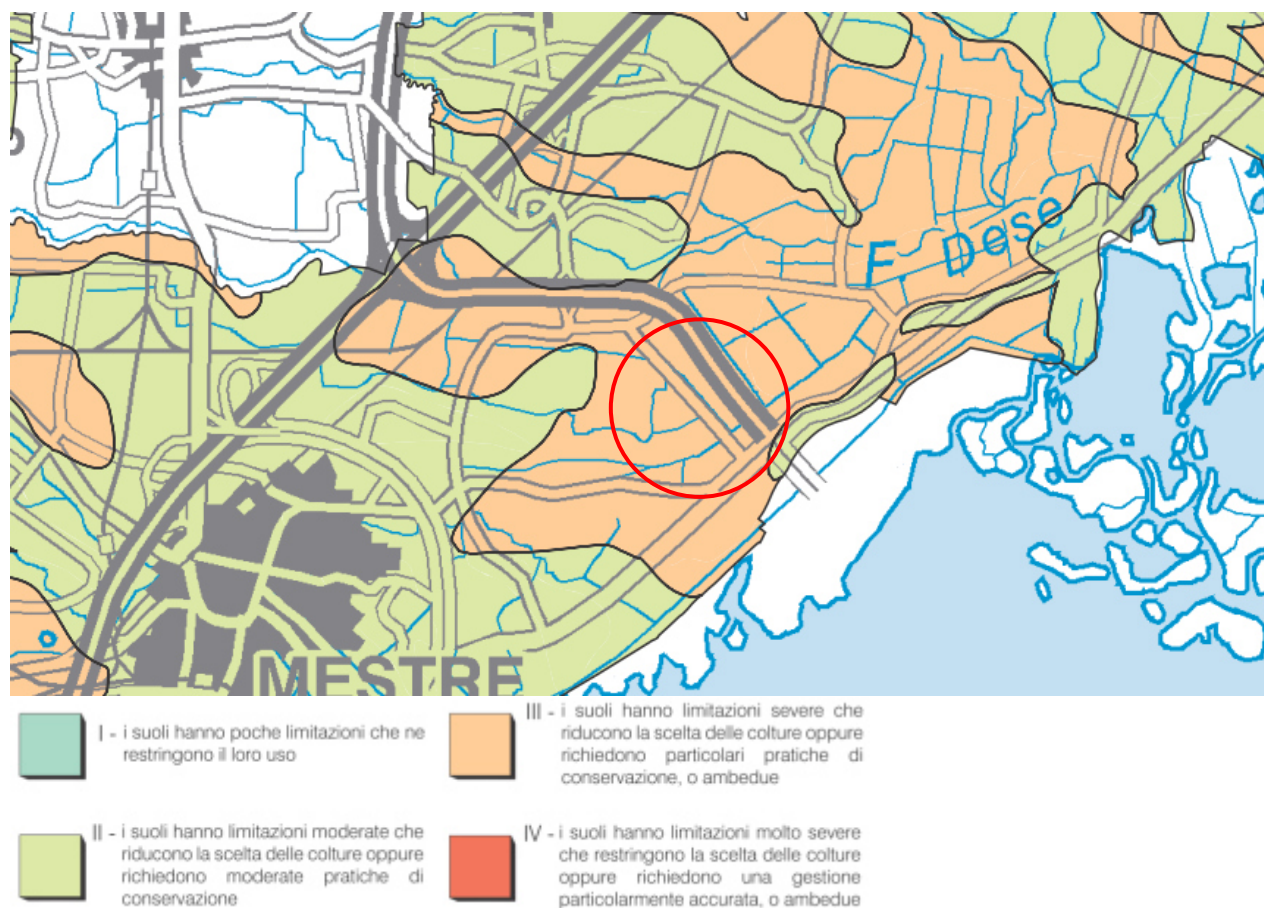 F. Dese
MESTRE
I - i suoli hanno poche limitazioni che ne
restringono il loro uso
II - i suoli hanno limitazioni moderate che
riducono la scelta delle colture oppure
richiedono moderate pratiche di
conservazione
III - i suoli hanno limitazioni severe che
riducono la scelta delle colture oppure
richiedono particolari pratiche di
conservazione, o ambedue
IV - i suoli hanno limitazioni molto severe
che restringono la scelta delle colture
oppure richiedono una gestione
particolarmente accurata, o ambedue